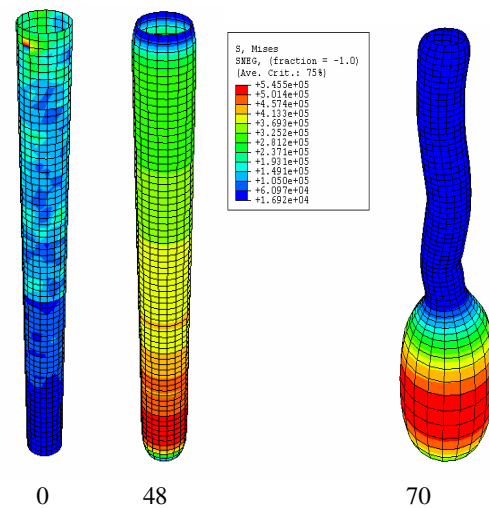 S, Mises
SNEG, (fraction = -1.0)
(Ave. Crit.: 75%)
+5.455e+05
+5.014e+05
+4.574e+05
+4.133e+05
+3.693e+05
+3.252e+05
+2.812e+05
+2.371e+05
+1.931e+05
+1.491e+05
+1.050e+05
+6.097e+04
+1.692e+04
0 48 70